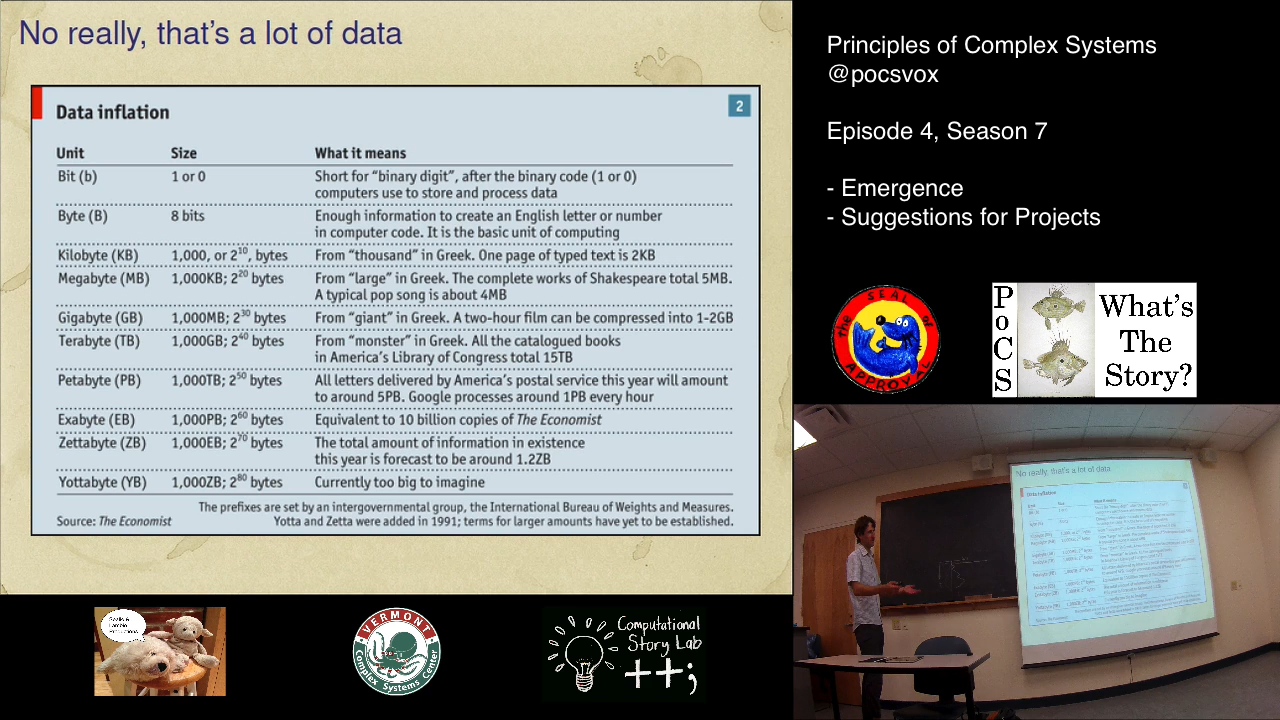 No really, that's a lot of data
Data inflation
2
Unit Size What it means
Bit (b) 1 or 0 Short for "binary digit", after the binary code (1 or 0)
computers use to store and process data
Byte (B) 8 bits Enough information to create an English letter or number
in computer code. It is the basic unit of computing
Kilobyte (KB) 1,000, or 2¹⁰, bytes From "thousand" in Greek. One page of typed text is 2KB
Megabyte (MB) 1,000KB; 2²⁰ bytes From "large" in Greek. The complete works of Shakespeare total 5MB.
A typical pop song is about 4MB
Gigabyte (GB) 1,000MB; 2³⁰ bytes From "giant" in Greek. A two-hour film can be compressed into 1-2GB
Terabyte (TB) 1,000GB; 2⁴⁰ bytes From "monster" in Greek. All the catalogued books
in America's Library of Congress total 15TB
Petabyte (PB) 1,000TB; 2⁵⁰ bytes All letters delivered by America's postal service this year will amount
to around 5PB. Google processes around 1PB every hour
Exabyte (EB) 1,000PB; 2⁶⁰ bytes Equivalent to 10 billion copies of The Economist
Zettabyte (ZB) 1,000EB; 2⁷⁰ bytes The total amount of information in existence
this year is forecast to be around 1.2ZB
Yottabyte (YB) 1,000ZB; 2⁸⁰ bytes Currently too big to imagine
The prefixes are set by an intergovernmental group, the International Bureau of Weights and Measures.
Source: The Economist Yotta and Zetta were added in 1991; terms for larger amounts have yet to be established.
Principles of Complex Systems
@pocsvox
Episode 4, Season 7
- Emergence
- Suggestions for Projects
the SEAL of
APPROVAL
PoCS
What's
The
Story?
No really, that's a lot of data
Data inflation
VERMONT
Complex Systems Center
Computational
Story Lab
++;